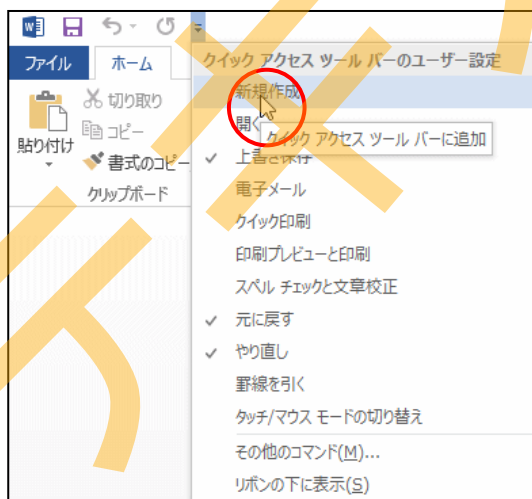 ファイル
ホーム
切り取り
コピー
書式のコピー
貼り付け
クリップボード
クイック アクセス ツール バーのユーザー設定
新規作成
開く
クイック アクセス ツール バーに追加
上書き保存
電子メール
クイック印刷
印刷プレビューと印刷
スペル チェックと文章校正
元に戻す
やり直し
罫線を引く
タッチ/マウス モードの切り替え
その他のコマンド(M)...
リボンの下に表示(S)